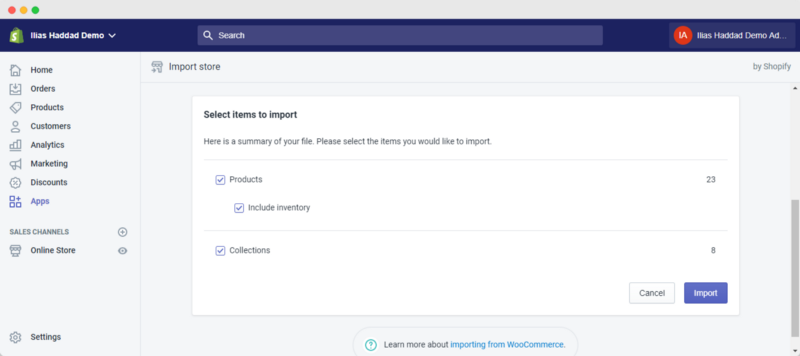 Ilias Haddad Demo
Search
IA
Ilias Haddad Demo Ad...
Home
Orders
Products
Customers
Analytics
Marketing
Discounts
Apps
SALES CHANNELS
Online Store
Settings
Import store
by Shopify
Select items to import
Here is a summary of your file. Please select the items you would like to import.
Products 23
Include inventory
Collections 8
Cancel
Import
Learn more about importing from WooCommerce.